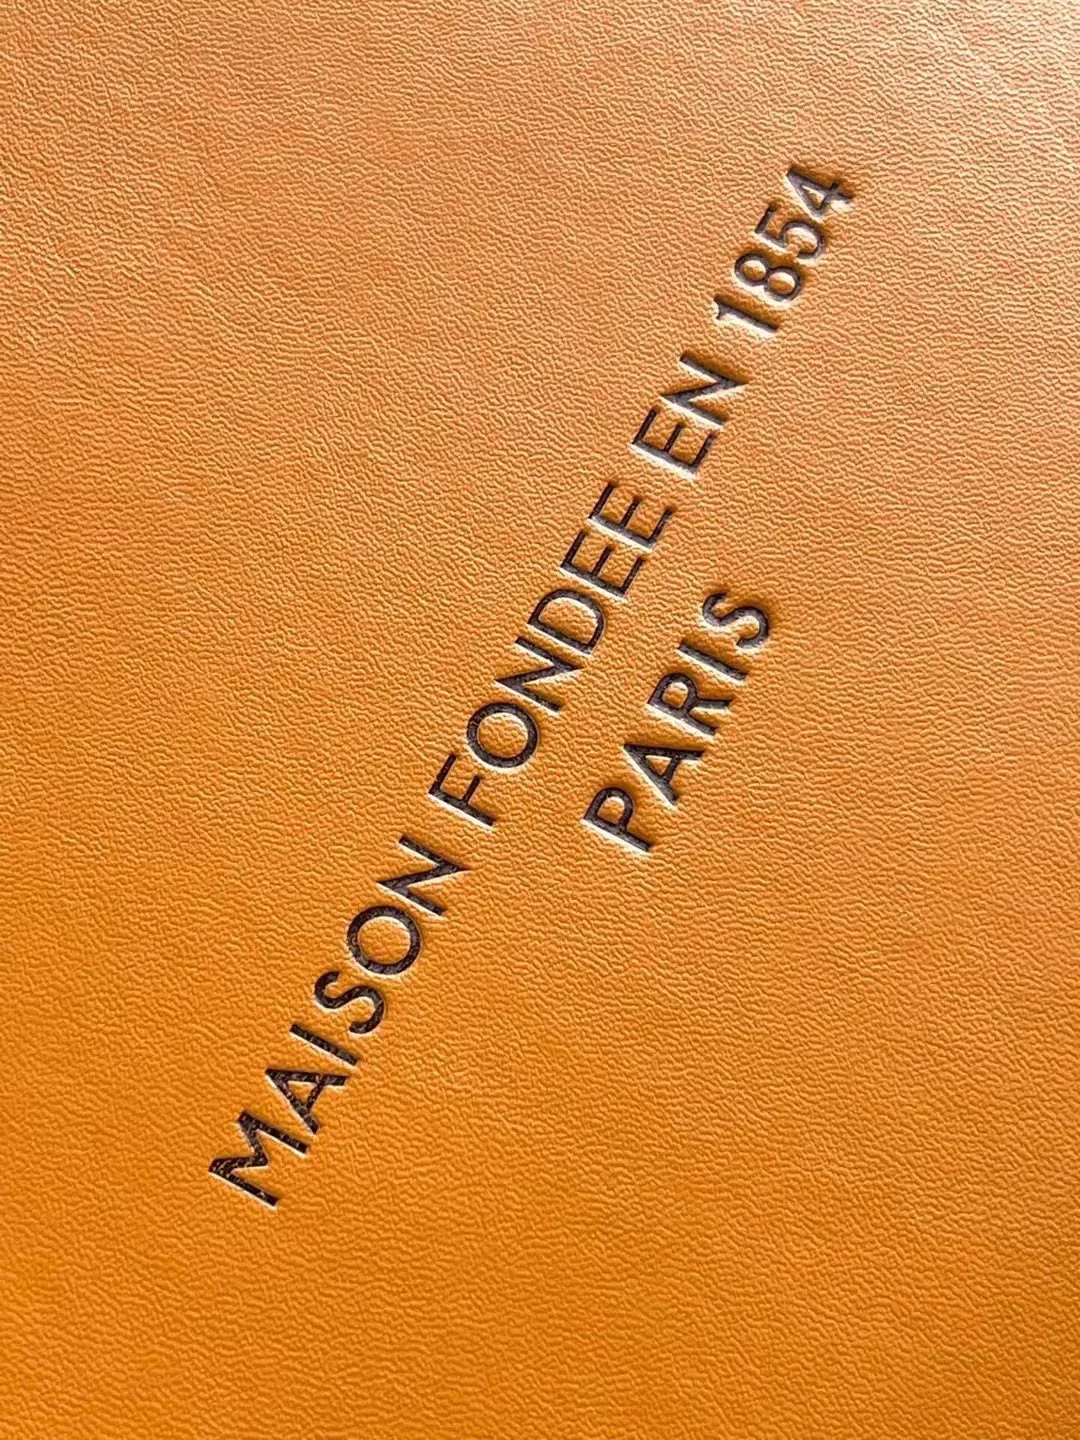 MAISON FONDEE EN 1854
PARIS